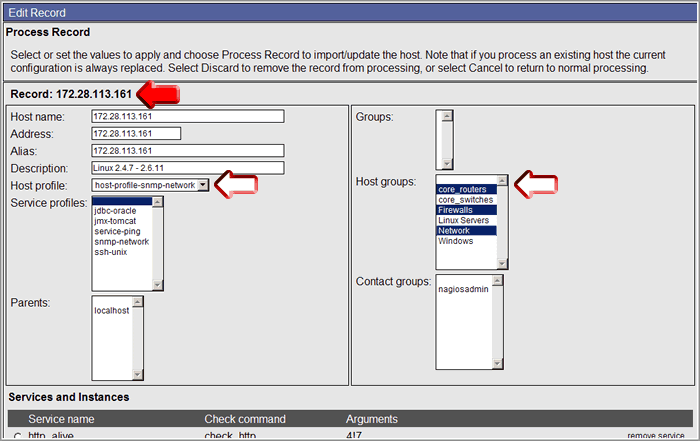 Edit Record
Process Record
Select or set the values to apply and choose Process Record to import/update the host. Note that if you process an existing host the current
configuration is always replaced. Select Discard to remove the record from processing, or select Cancel to return to normal processing.
Record: 172.28.113.161
Host name: 172.28.113.161
Address: 172.28.113.161
Alias: 172.28.113.161
Description: Linux 2.4.7 - 2.6.11
Host profile: host-profile-snmp-network
Service profiles:
jdbc-oracle
jmx-tomcat
service-ping
snmp-network
ssh-unix
Parents:
localhost
Groups:
Host groups:
core_routers
core_switches
Firewalls
Linux Servers
Network
Windows
Contact groups:
nagiosadmin
Services and Instances
Service name Check command Arguments
http_alive check_http 4!7 remove service